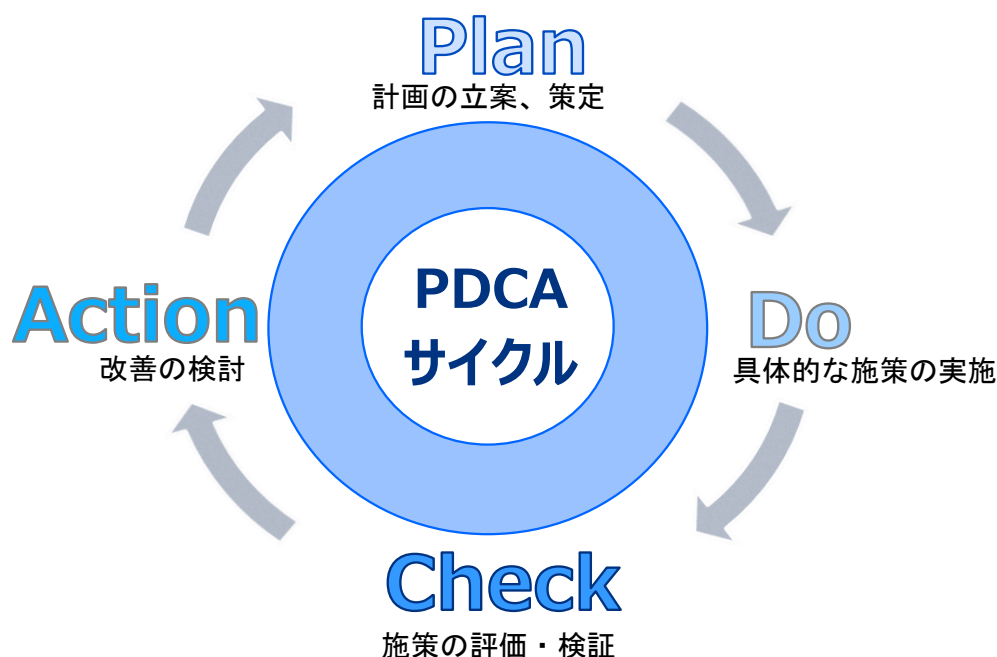 Plan
計画の立案、策定
PDCA
サイクル
Action
改善の検討
Do
具体的な施策の実施
Check
施策の評価・検証